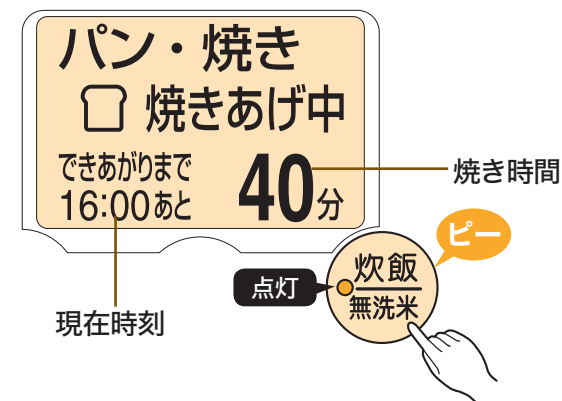 パン・焼き
焼きあげ中
できあがりまで
16:00あと 40分
焼き時間
現在時刻
ピー
点灯
炊飯
無洗米